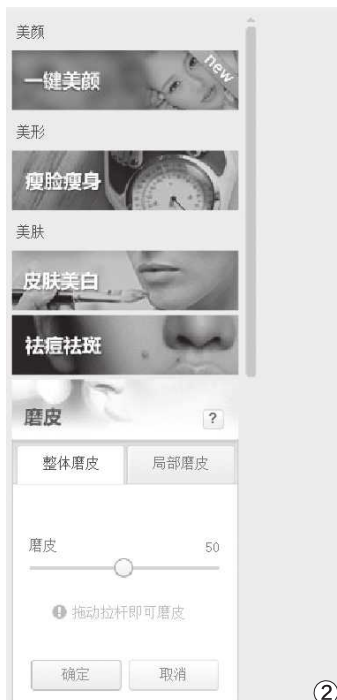 美颜
一键美颜
new
美形
瘦脸瘦身
美肤
皮肤美白
祛痘祛斑
磨皮
?
整体磨皮 局部磨皮
磨皮 50
拖动拉杆即可磨皮
确定 取消
②